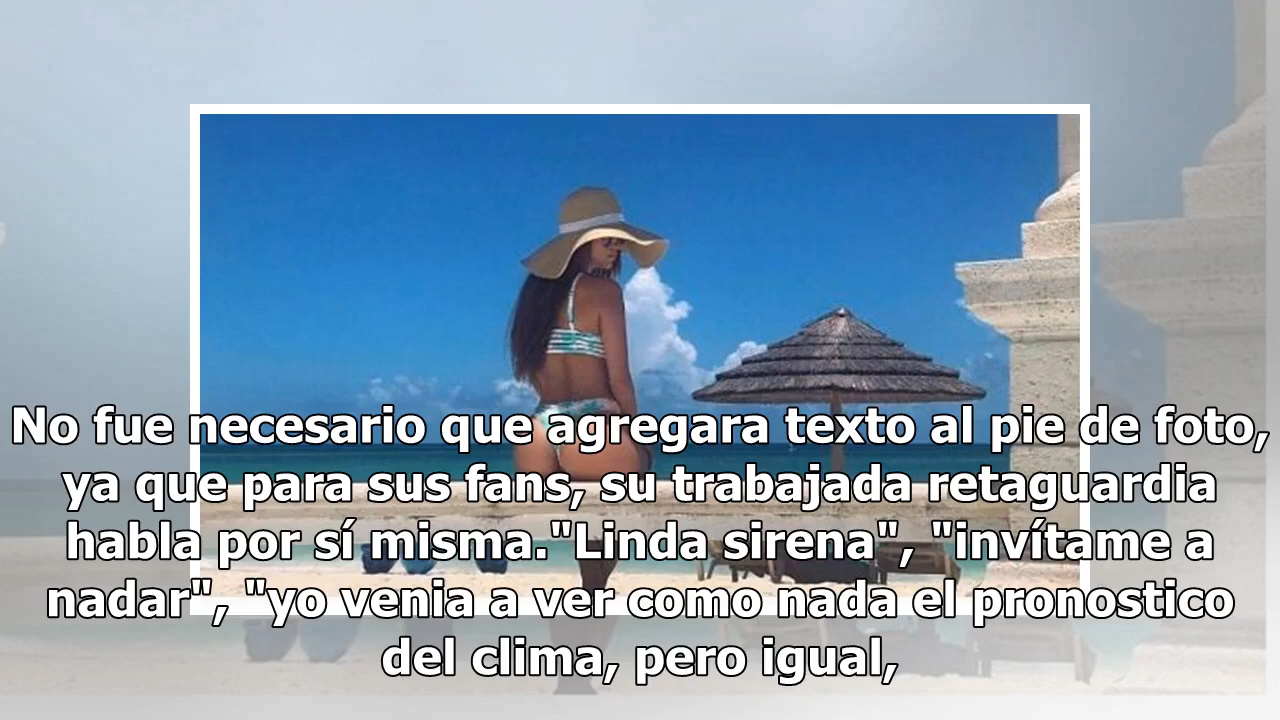 No fue necesario que agregara texto al pie de foto,
ya que para sus fans, su trabajada retaguardia
habla por sí misma."Linda sirena", "invítame a
nadar", "yo venia a ver como nada el pronostico
del clima, pero igual,